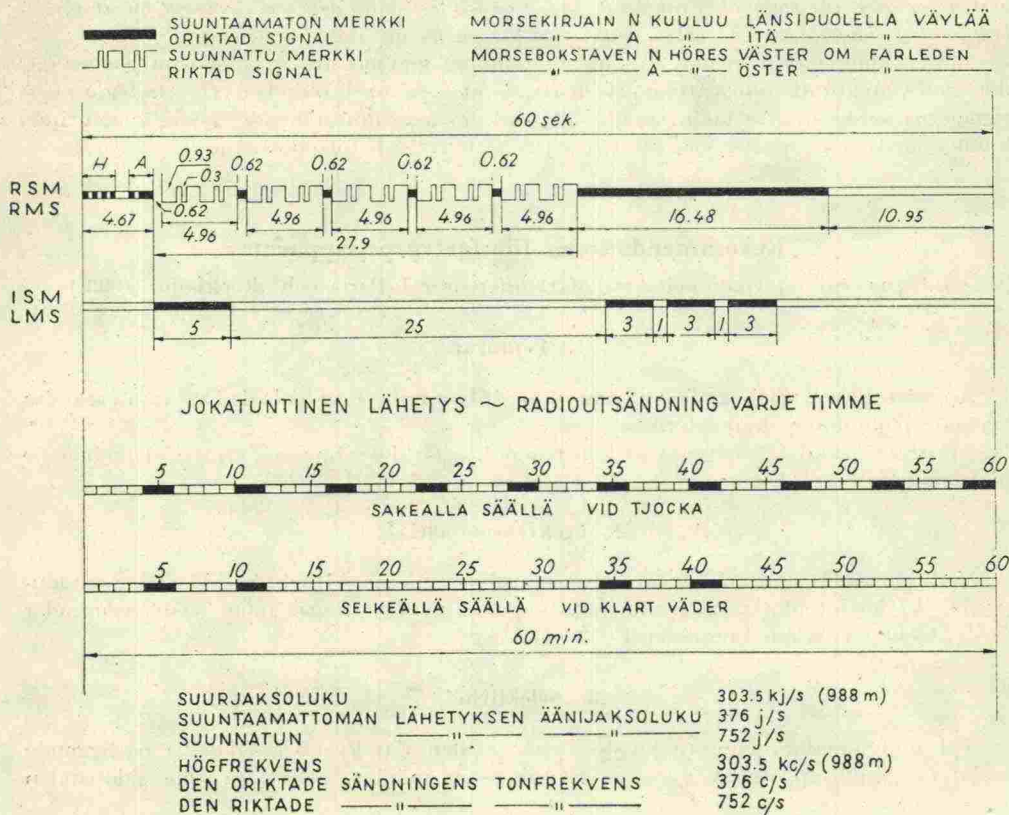 SUUNTAAMATON MERKKI
ORIKTAD SIGNAL
SUUNNATTU MERKKI
RIKTAD SIGNAL
MORSEKIRJAIN N KUULUU LÄNSIPUOLELLA VÄYLÄÄ
—"— A —"— ITÄ —"—
MORSEBOKSTAVEN N HÖRES VÄSTER OM FARLEDEN
—"— A —"— ÖSTER —"—
60 sek.
H A 0.93 0.62 0.62 0.62 0.62
0.3
RSM
RMS
0.62
4.67 4.96 4.96 4.96 4.96 4.96 16.48 10.95
27.9
ISM
LMS
5 25 3 1 3 1 3
JOKATUNTINEN LÄHETYS ~ RADIOUTSÄNDNING VARJE TIMME
5 10 15 20 25 30 35 40 45 50 55 60
SAKEALLA SÄÄLLÄ VID TJOCKA
5 10 15 20 25 30 35 40 45 50 55 60
SELKEÄLLÄ SÄÄLLÄ VID KLART VÄDER
60 min.
SUURJAKSOLUKU 303.5 kj/s (988 m)
SUUNTAAMATTOMAN LÄHETYKSEN ÄÄNIJAKSOLUKU 376 j/s
SUUNNATUN —"— —"— 752 j/s
HÖGFREKVENS 303.5 kc/s (988 m)
DEN ORIKTADE SÄNDNINGENS TONFREKVENS 376 c/s
DEN RIKTADE —"— —"— 752 c/s